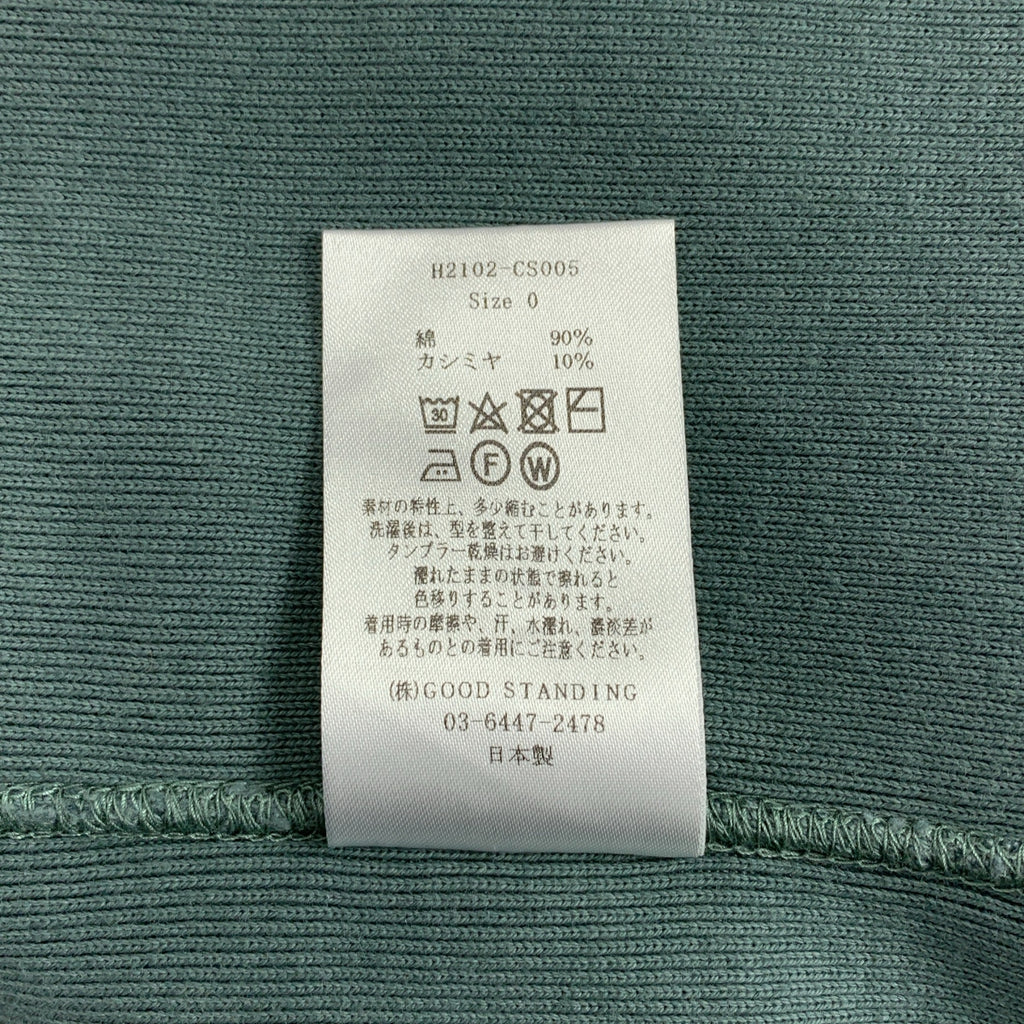 H2102-CS005
Size 0
綿 90%
カシミヤ 10%
30
F W
素材の特性上、多少縮むことがあります。
洗濯後は、型を整えて干してください。
タンブラー乾燥はお避けください。
濡れたままの状態で擦れると
色移りすることがあります。
着用時の摩擦や、汗、水濡れ、濃淡差が
あるものとの着用にご注意ください。
(株)GOOD STANDING
03-6447-2478
日本製